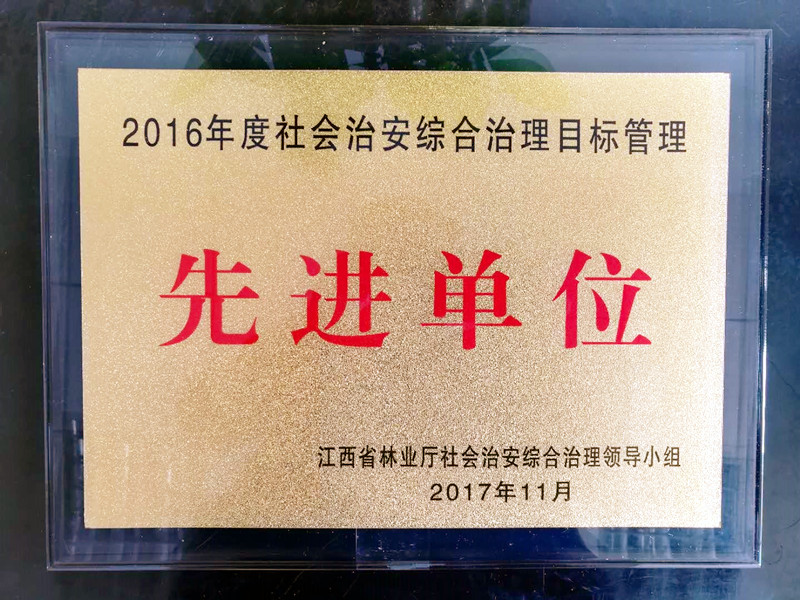 2016年度社会治安综合治理目标管理
先进单位
江西省林业厅社会治安综合治理领导小组
2017年11月